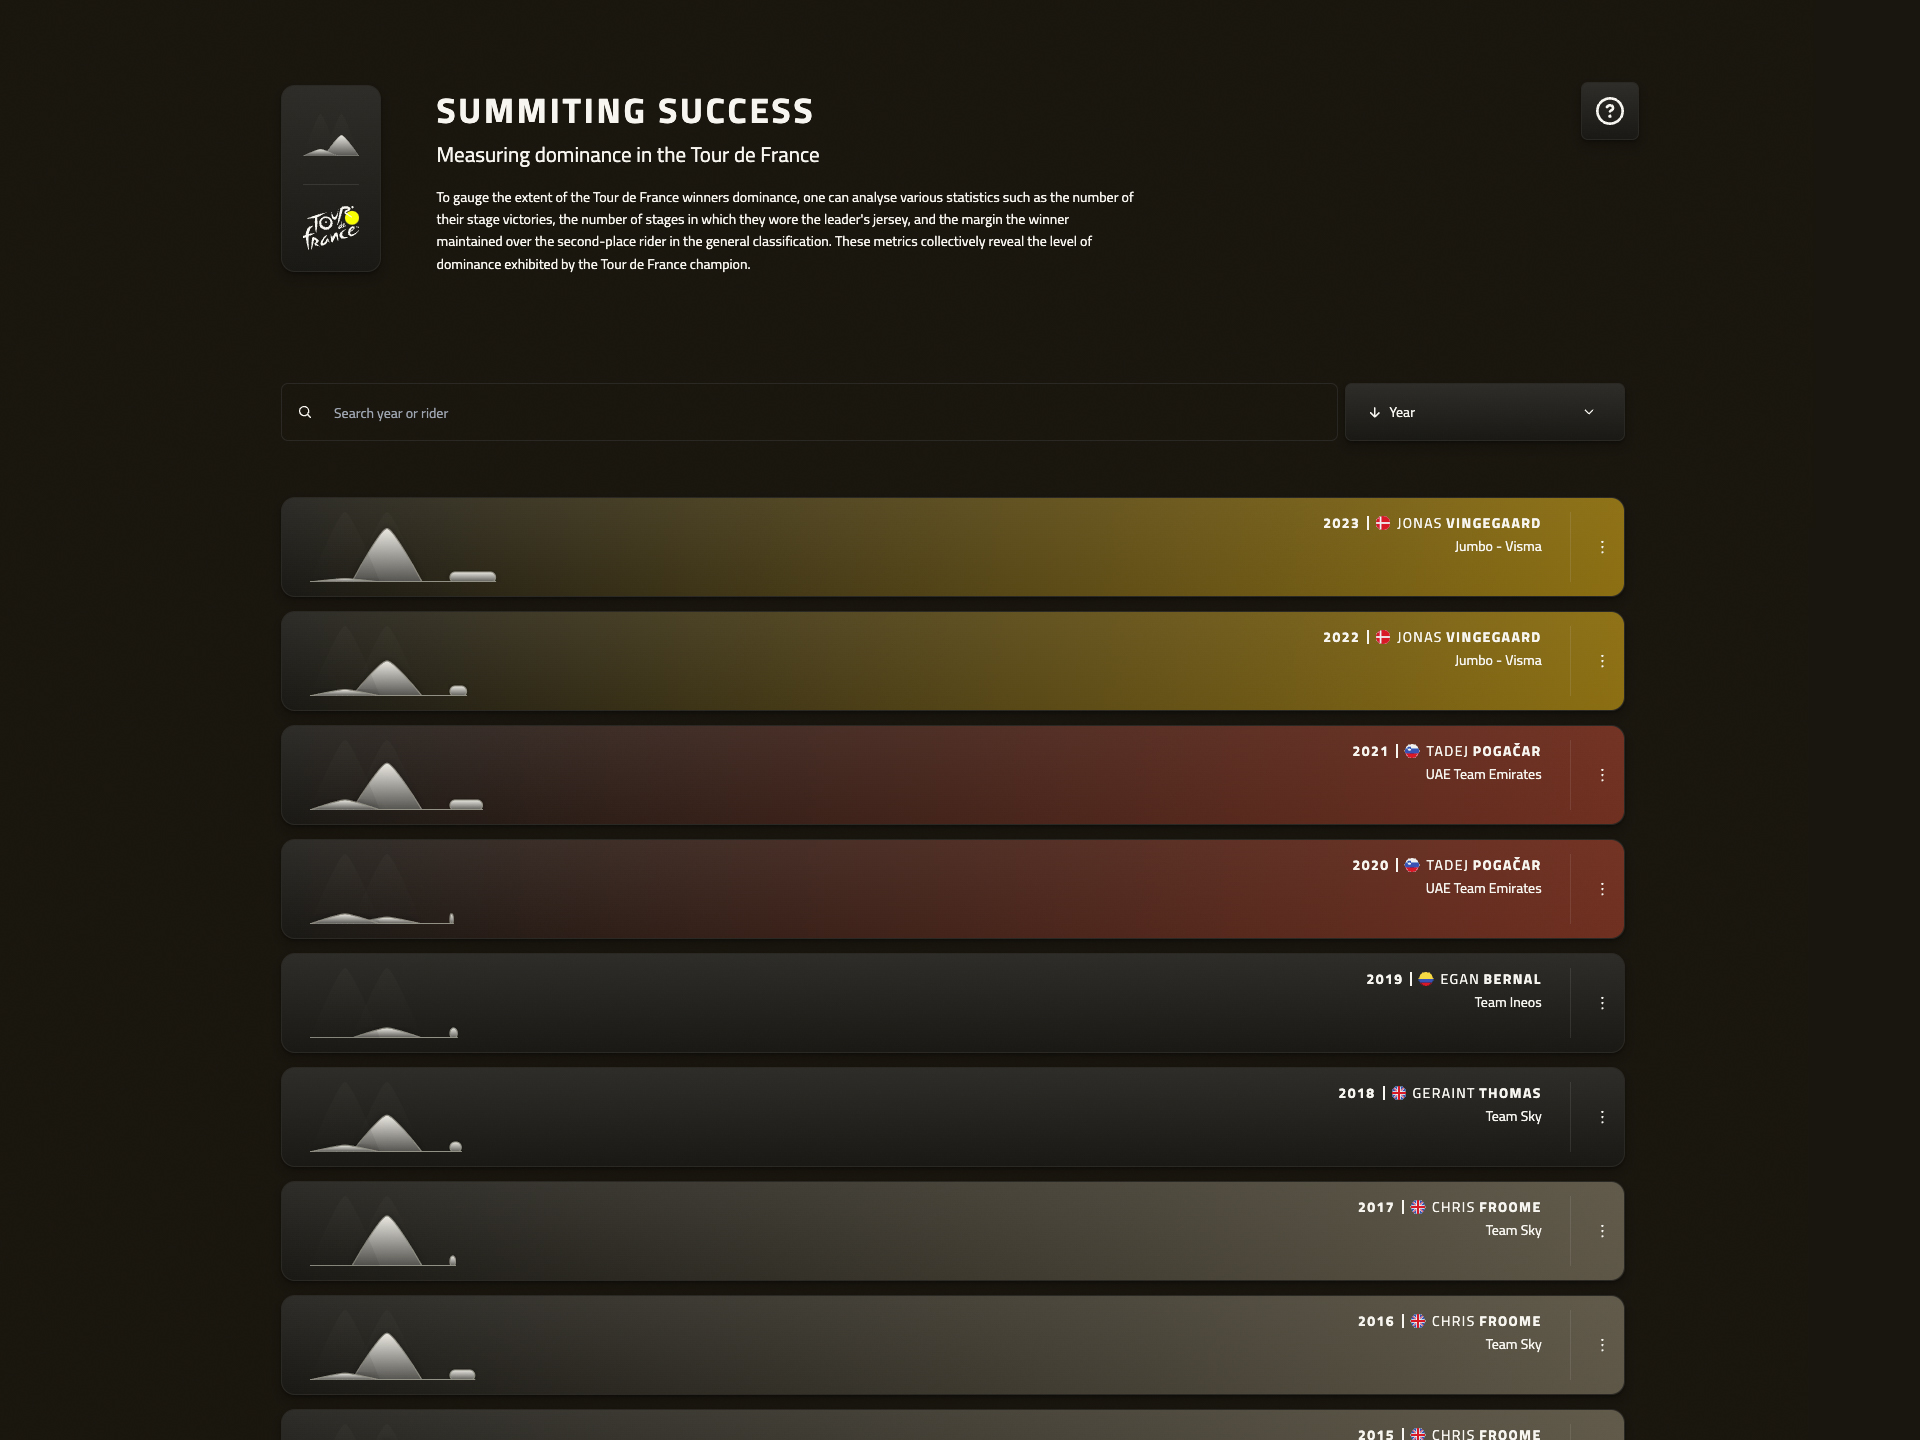 SUMMITING SUCCESS
Measuring dominance in the Tour de France
To gauge the extent of the Tour de France winners dominance, one can analyse various statistics such as the number of
their stage victories, the number of stages in which they wore the leader's jersey, and the margin the winner
maintained over the second-place rider in the general classification. These metrics collectively reveal the level of
dominance exhibited by the Tour de France champion.
TOUR
de
france
Search year or rider
Year
2023 | JONAS VINGEGAARD
Jumbo - Visma
2022 | JONAS VINGEGAARD
Jumbo - Visma
2021 | TADEJ POGAČAR
UAE Team Emirates
2020 | TADEJ POGAČAR
UAE Team Emirates
2019 | EGAN BERNAL
Team Ineos
2018 | GERAINT THOMAS
Team Sky
2017 | CHRIS FROOME
Team Sky
2016 | CHRIS FROOME
Team Sky
2015 | CHRIS FROOME